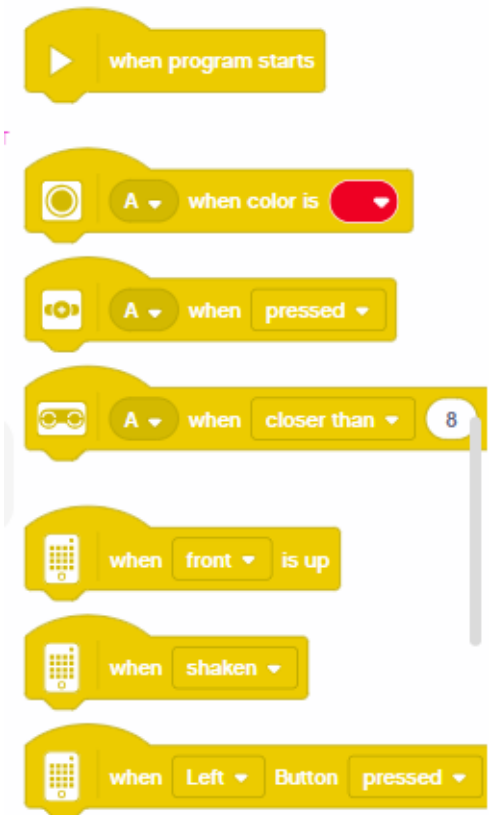 when program starts
A when color is
A when pressed
A when closer than 8
when front is up
when shaken
when Left Button pressed